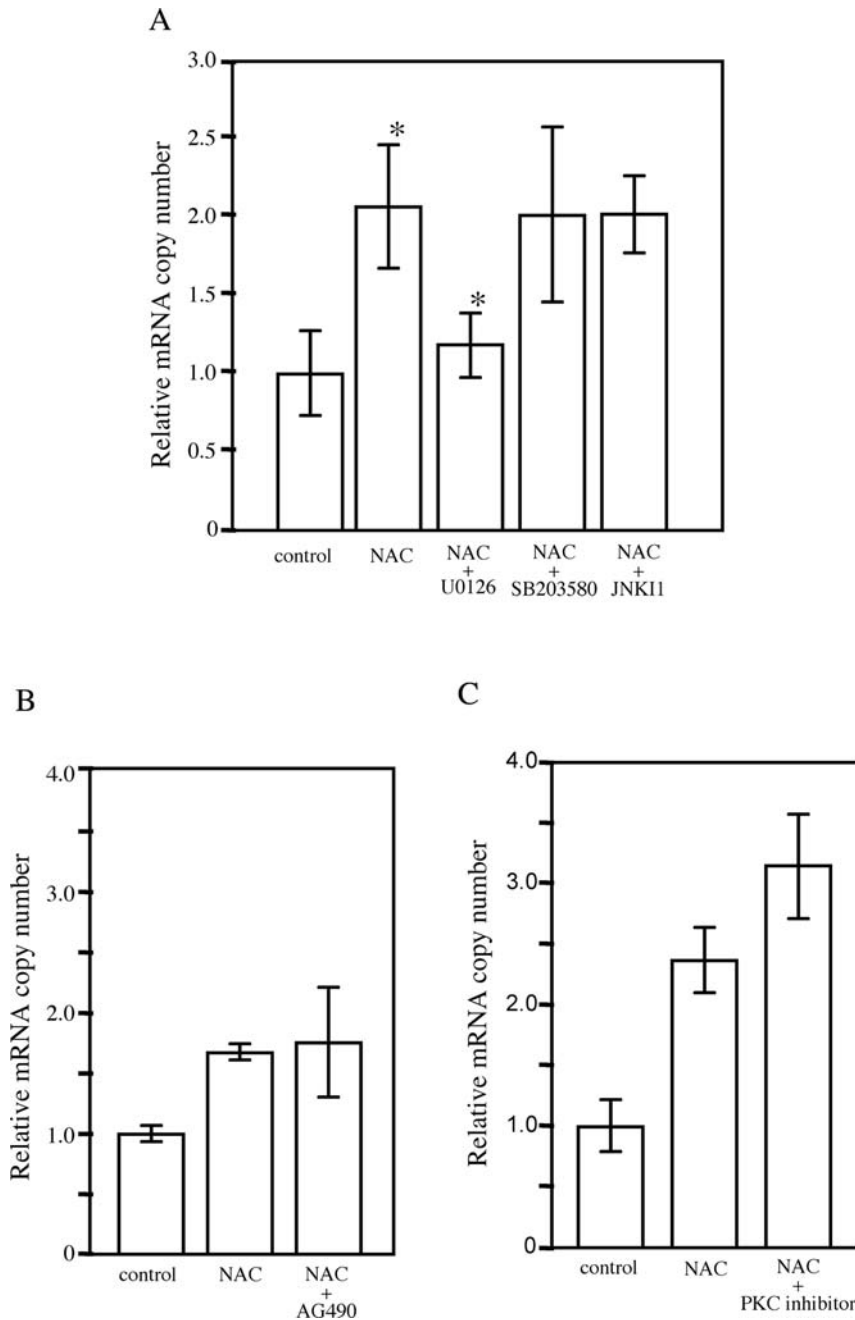 A
Relative mRNA copy number
3.0
2.5
2.0
1.5
1.0
0.5
0
*
*
control
NAC
NAC
+
U0126
NAC
+
SB203580
NAC
+
JNKI1
B
Relative mRNA copy number
4.0
3.0
2.0
1.0
0
control
NAC
NAC
+
AG490
C
Relative mRNA copy number
4.0
3.0
2.0
1.0
0
control
NAC
NAC
+
PKC inhibitor